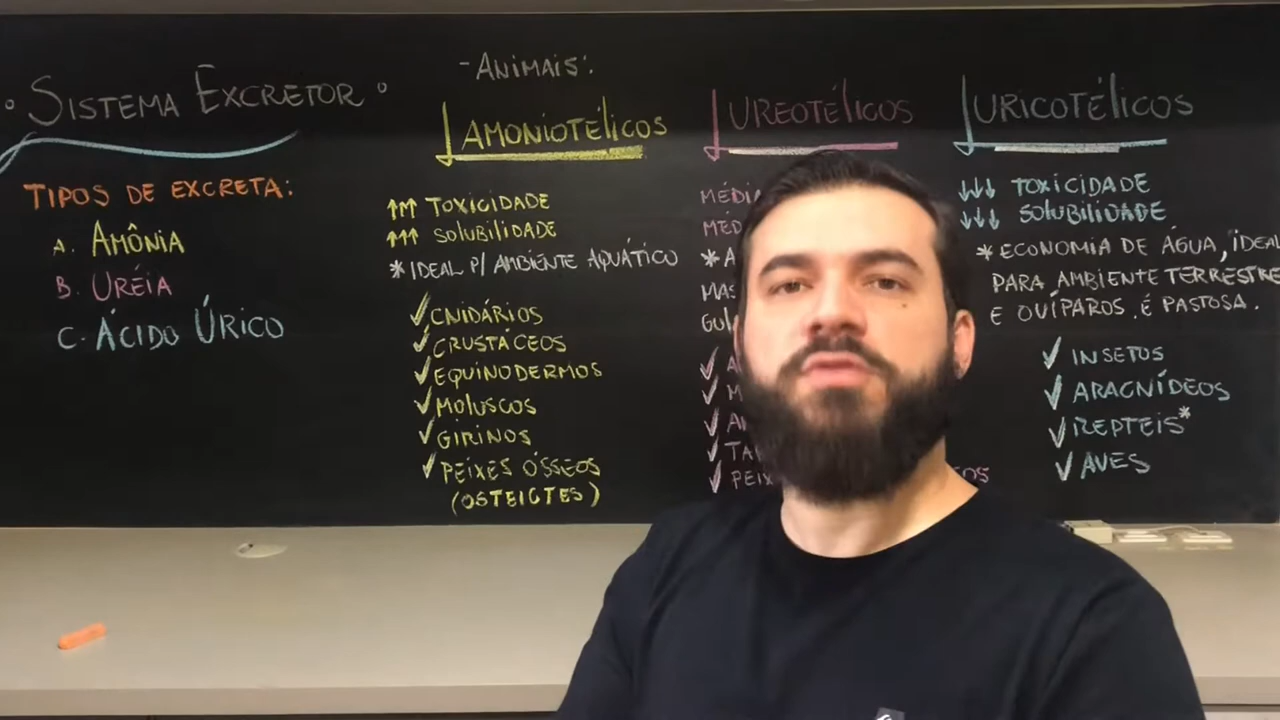 ° SISTEMA EXCRETOR °
TIPOS DE EXCRETA:
A. AMÔNIA
B. URÉIA
C. ÁCIDO ÚRICO
- ANIMAIS:
AMONIOTÉLICOS
↑↑↑ TOXICIDADE
↑↑↑ SOLUBILIDADE
* IDEAL P/ AMBIENTE AQUÁTICO
✓ CNIDÁRIOS
✓ CRUSTÁCEOS
✓ EQUINODERMOS
✓ MOLUSCOS
✓ GIRINOS
✓ PEIXES ÓSSEOS
(OSTEICTES)
UREOTÉLICOS
URICOTÉLICOS
↓↓↓ TOXICIDADE
↓↓↓ SOLUBILIDADE
* ECONOMIA DE ÁGUA, IDEAL
PARA AMBIENTE TERRESTRE
E OVÍPAROS. É PASTOSA.
✓ INSETOS
✓ ARACNÍDEOS
✓ REPTEIS*
✓ AVES